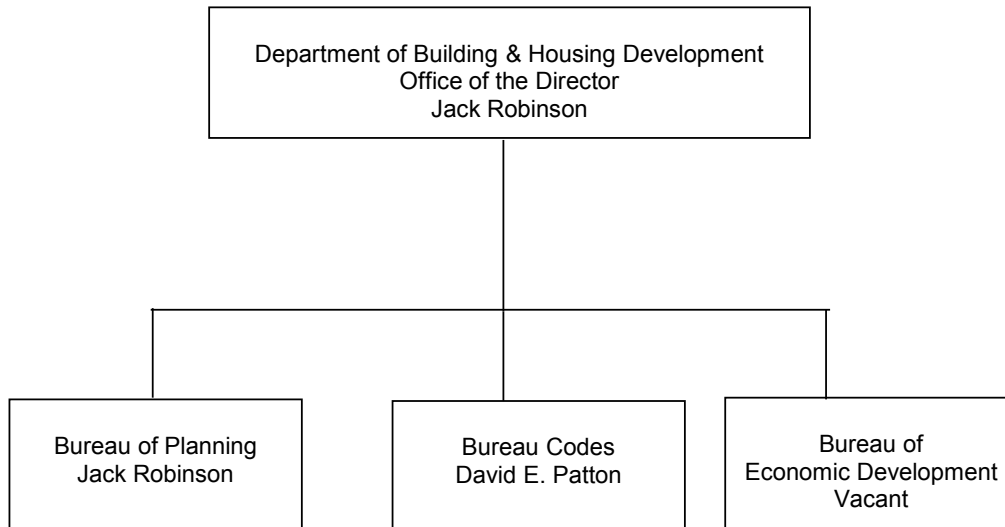 Department of Building & Housing Development
Office of the Director
Jack Robinson
Bureau of Planning
Jack Robinson
Bureau Codes
David E. Patton
Bureau of
Economic Development
Vacant